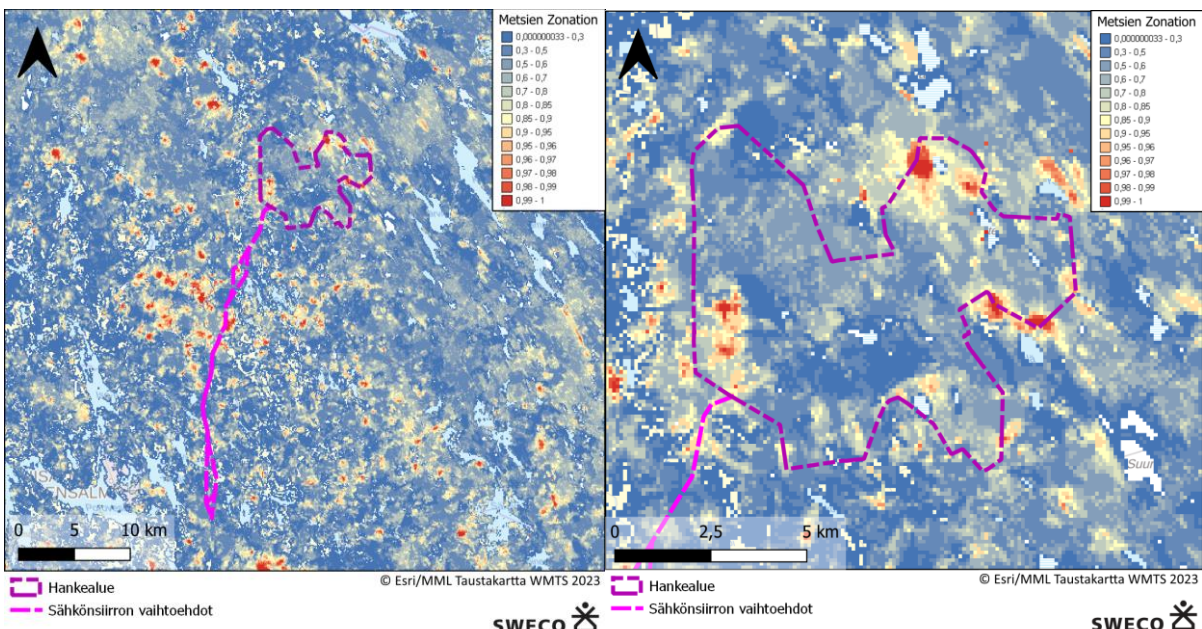 Metsien Zonation
0,000000033 - 0,3
0,3 - 0,5
0,5 - 0,6
0,6 - 0,7
0,7 - 0,8
0,8 - 0,85
0,85 - 0,9
0,9 - 0,95
0,95 - 0,96
0,96 - 0,97
0,97 - 0,98
0,98 - 0,99
0,99 - 1
0 5 10 km
© Esri/MML Taustakartta WMTS 2023
Hankealue
Sähkönsiirron vaihtoehdot
SWECO
Metsien Zonation
0,000000033 - 0,3
0,3 - 0,5
0,5 - 0,6
0,6 - 0,7
0,7 - 0,8
0,8 - 0,85
0,85 - 0,9
0,9 - 0,95
0,95 - 0,96
0,96 - 0,97
0,97 - 0,98
0,98 - 0,99
0,99 - 1
Suur
0 2,5 5 km
© Esri/MML Taustakartta WMTS 2023
Hankealue
Sähkönsiirron vaihtoehdot
SWECO